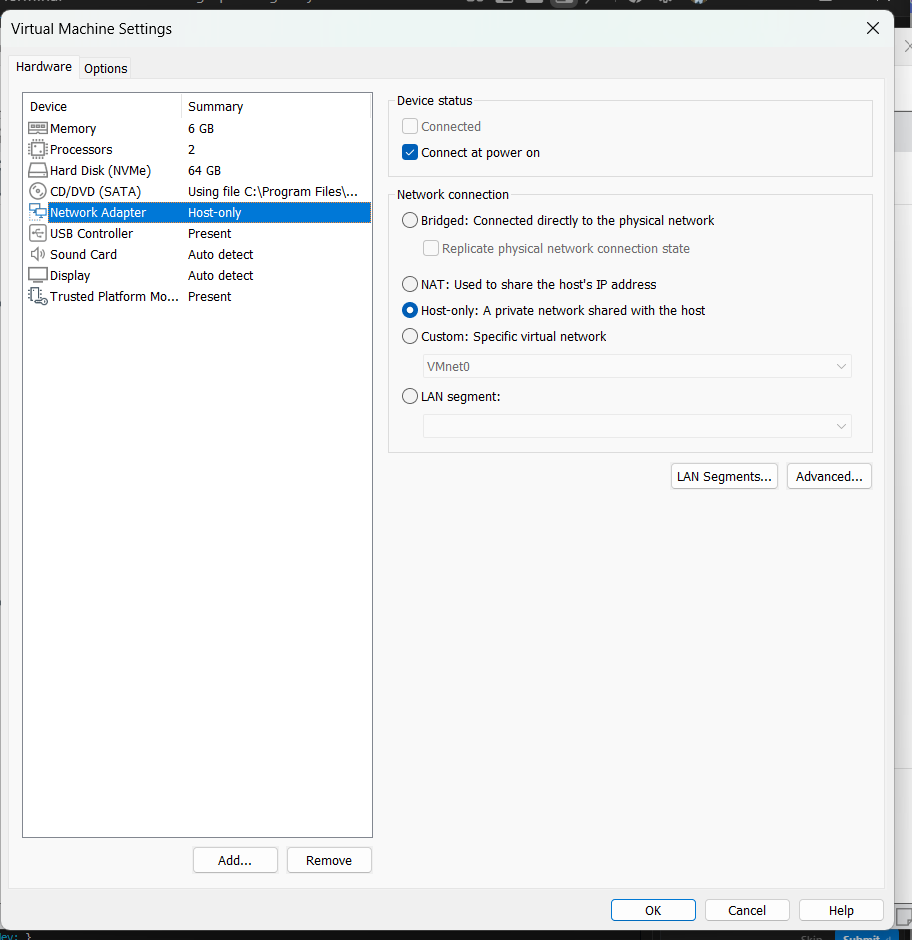 Virtual Machine Settings
Hardware Options
Device Summary
Memory 6 GB
Processors 2
Hard Disk (NVMe) 64 GB
CD/DVD (SATA) Using file C:\Program Files\...
Network Adapter Host-only
USB Controller Present
Sound Card Auto detect
Display Auto detect
Trusted Platform Mo... Present
Add... Remove
Device status
Connected
Connect at power on
Network connection
Bridged: Connected directly to the physical network
Replicate physical network connection state
NAT: Used to share the host's IP address
Host-only: A private network shared with the host
Custom: Specific virtual network
VMnet0
LAN segment:
LAN Segments... Advanced...
OK Cancel Help
Skip Submit